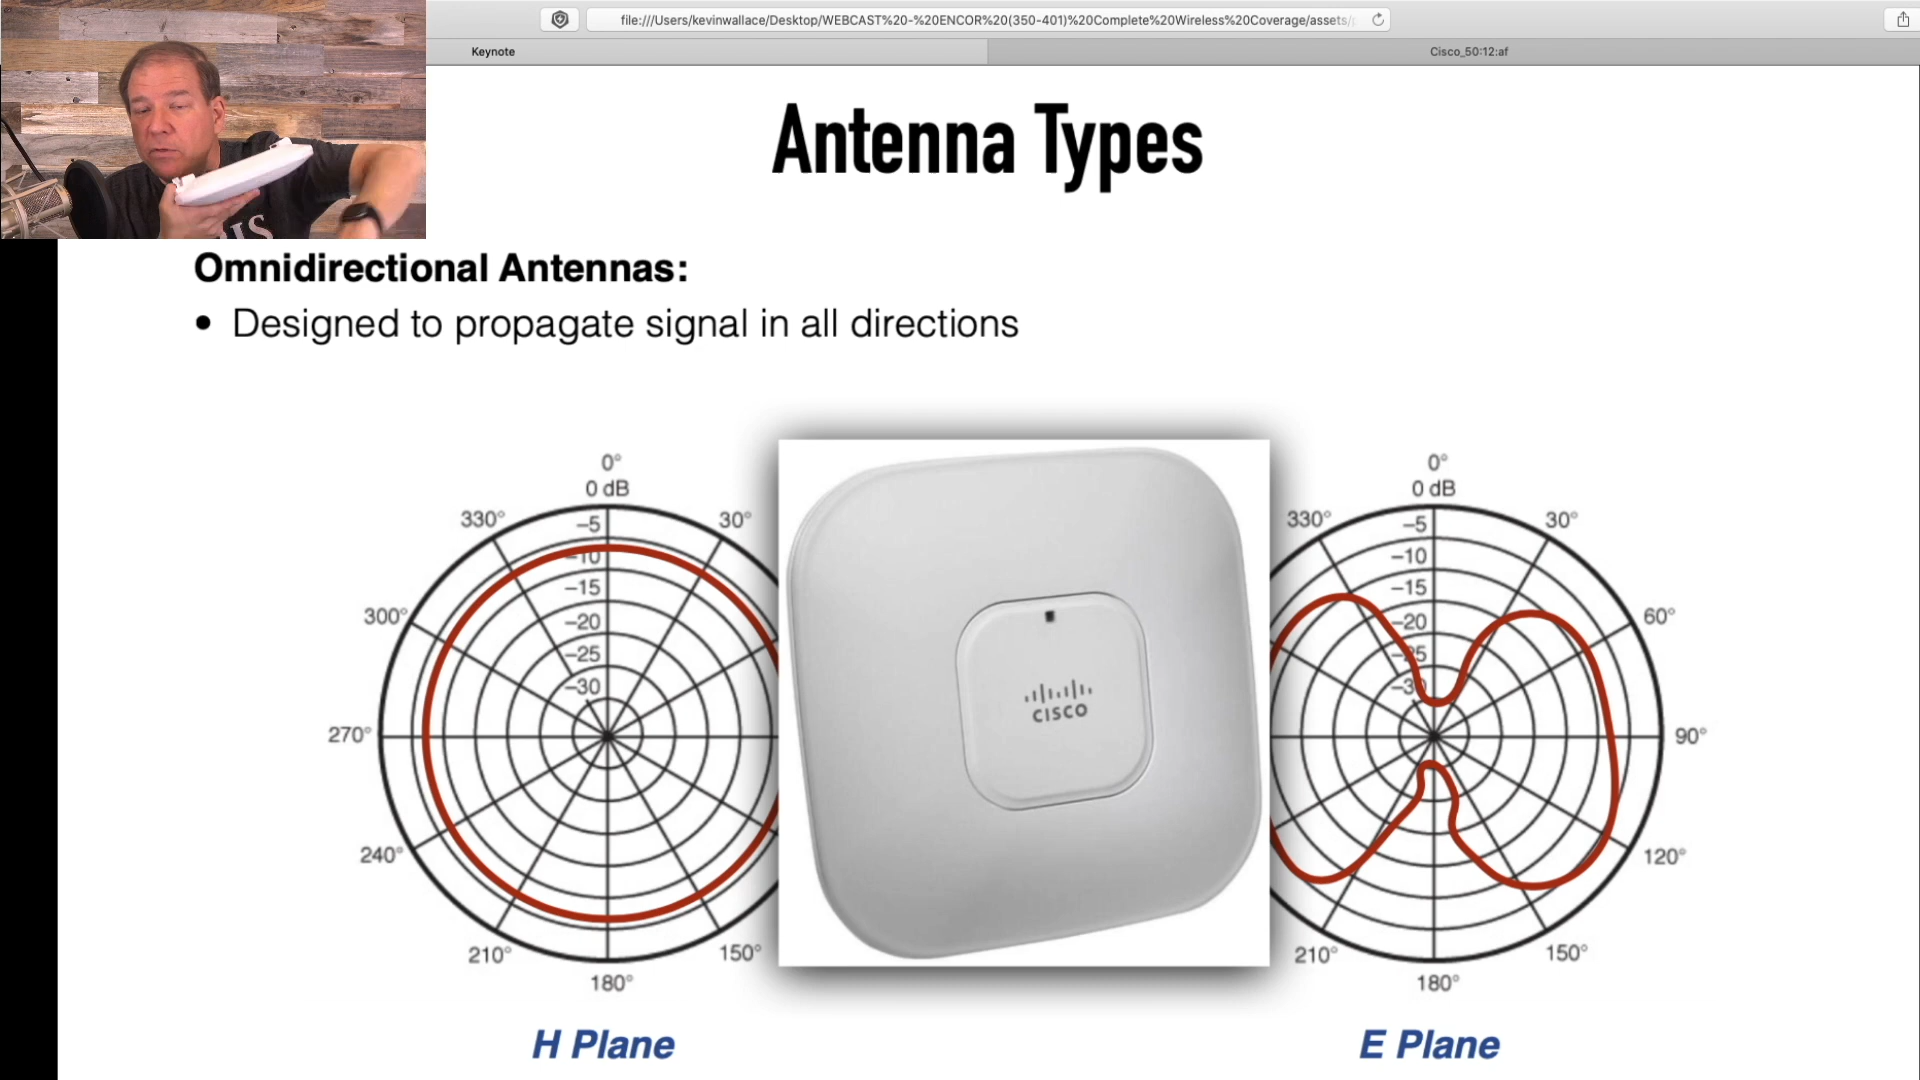 file:///Users/kevinwallace/Desktop/WEBCAST%20-%20ENCOR%20(350-401)%20Complete%20Wireless%20Coverage/assets/
Keynote
Cisco_50:12:af
Antenna Types
Omnidirectional Antennas:
• Designed to propagate signal in all directions
0°
0 dB
330°
30°
–5
–10
–15
300°
–20
–25
–30
270°
240°
210°
150°
180°
H Plane
CISCO
0°
0 dB
330°
30°
–5
–10
–15
60°
–20
–25
90°
120°
210°
150°
180°
E Plane